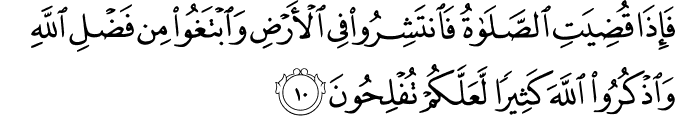 فَإِذَا قُضِيَتِ ٱلصَّلَوٰةُ فَٱنتَشِرُوا۟ فِى ٱلْأَرْضِ وَٱبْتَغُوا۟ مِن فَضْلِ ٱللَّهِ
وَٱذْكُرُوا۟ ٱللَّهَ كَثِيرًا لَّعَلَّكُمْ تُفْلِحُونَ ١٠